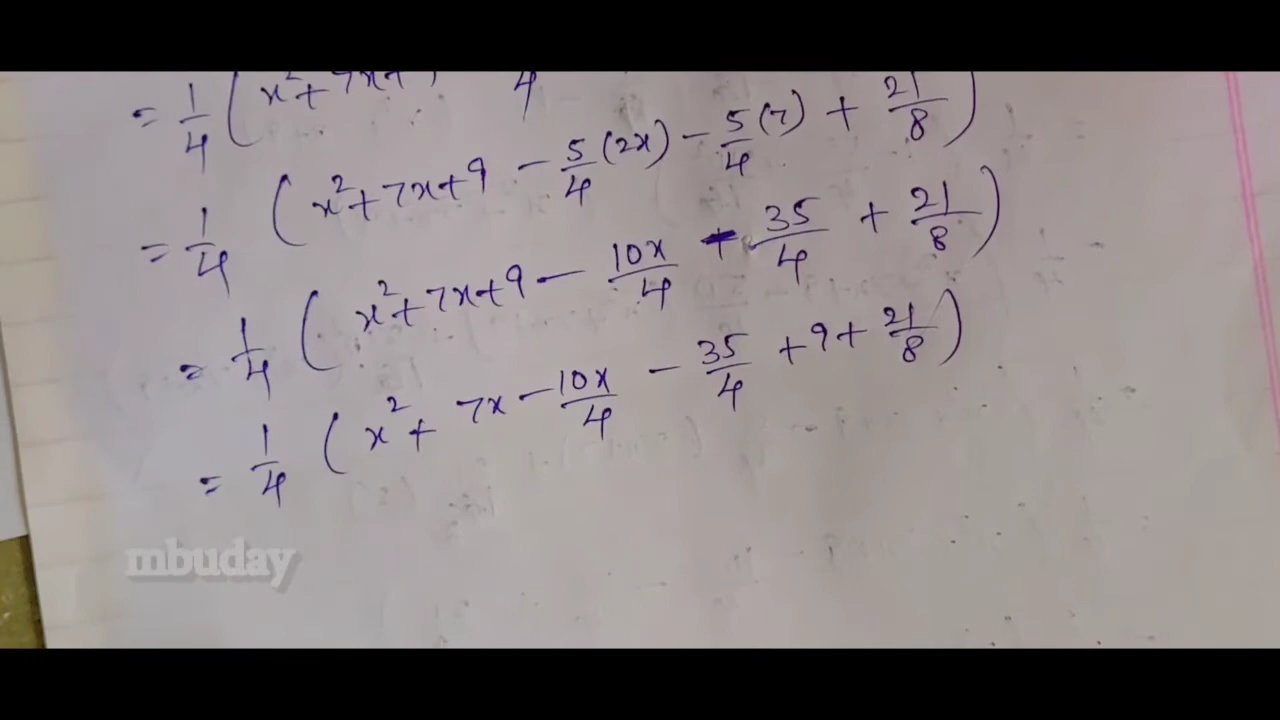 = 1/4 ( x² + 7x +
= 1/4 ( x² + 7x + 9 - 5/4 (2x) - 5/4 (7) + 21/8 )
= 1/4 ( x² + 7x + 9 - 10x/4 - 35/4 + 21/8 )
= 1/4 ( x² + 7x - 10x/4 - 35/4 + 9 + 21/8 )
mbuday